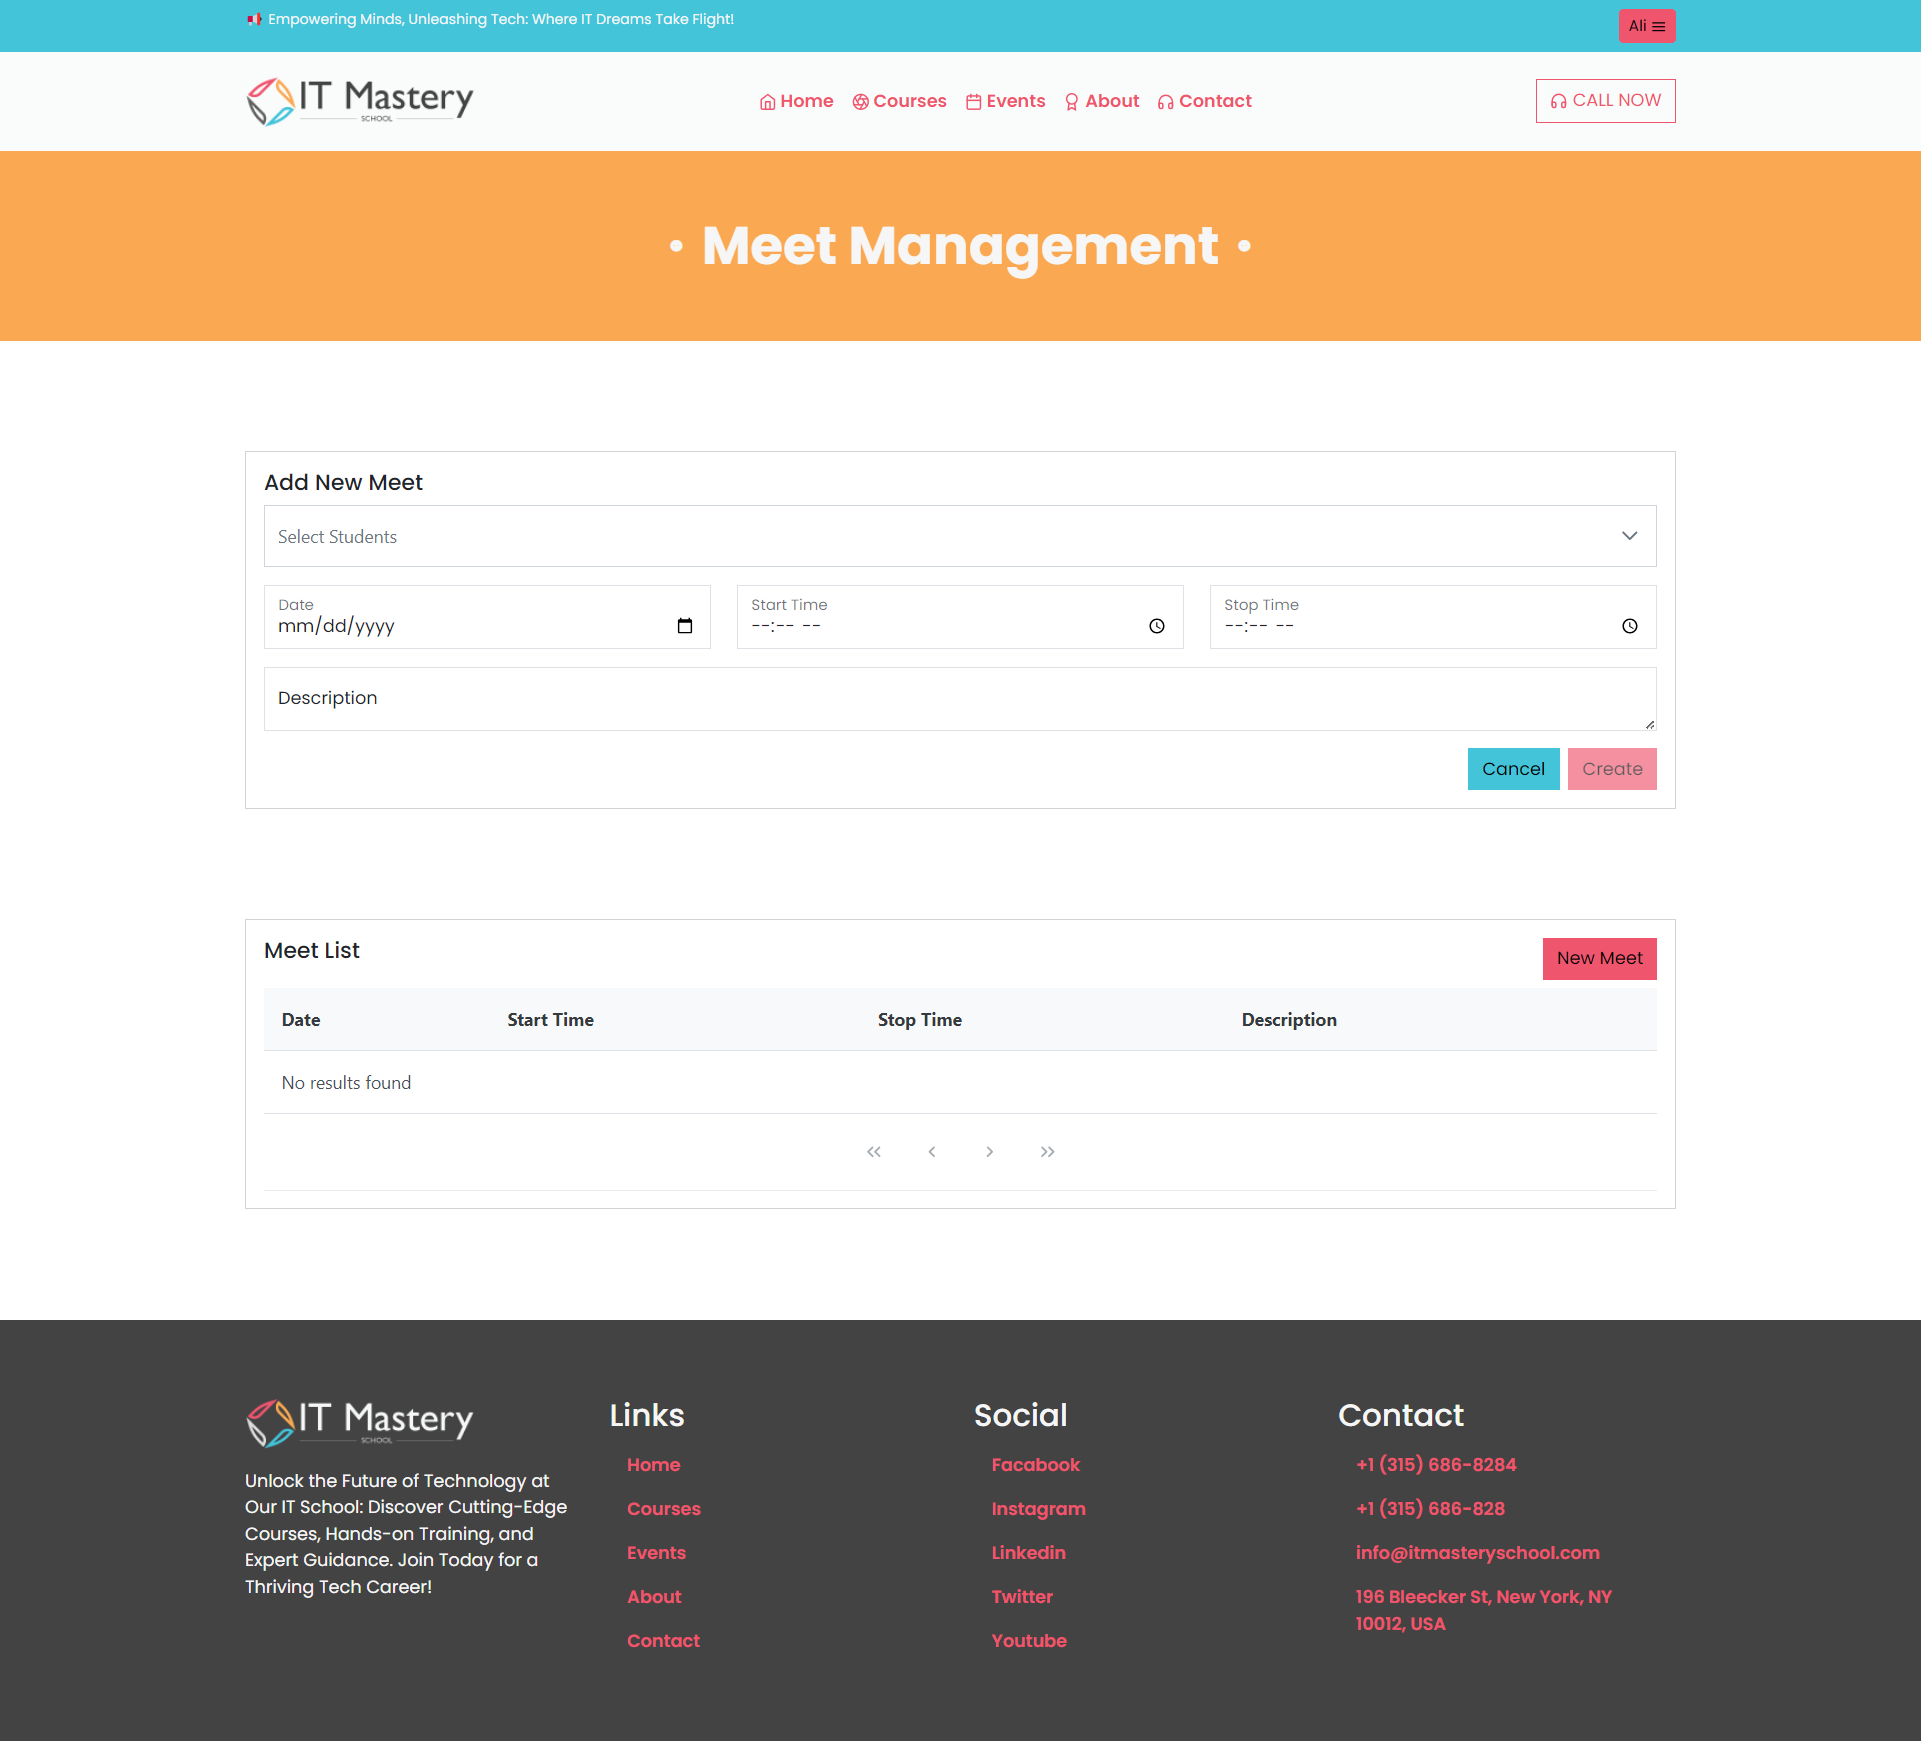 Empowering Minds, Unleashing Tech: Where IT Dreams Take Flight!
Ali
IT Mastery
SCHOOL
Home Courses Events About Contact
CALL NOW
• Meet Management •
Add New Meet
Select Students
Date
mm/dd/yyyy
Start Time
--:-- --
Stop Time
--:-- --
Description
Cancel Create
Meet List
New Meet
Date Start Time Stop Time Description
No results found
IT Mastery
SCHOOL
Unlock the Future of Technology at
Our IT School: Discover Cutting-Edge
Courses, Hands-on Training, and
Expert Guidance. Join Today for a
Thriving Tech Career!
Links
Home
Courses
Events
About
Contact
Social
Facabook
Instagram
Linkedin
Twitter
Youtube
Contact
+1 (315) 686-8284
+1 (315) 686-828
info@itmasteryschool.com
196 Bleecker St, New York, NY
10012, USA